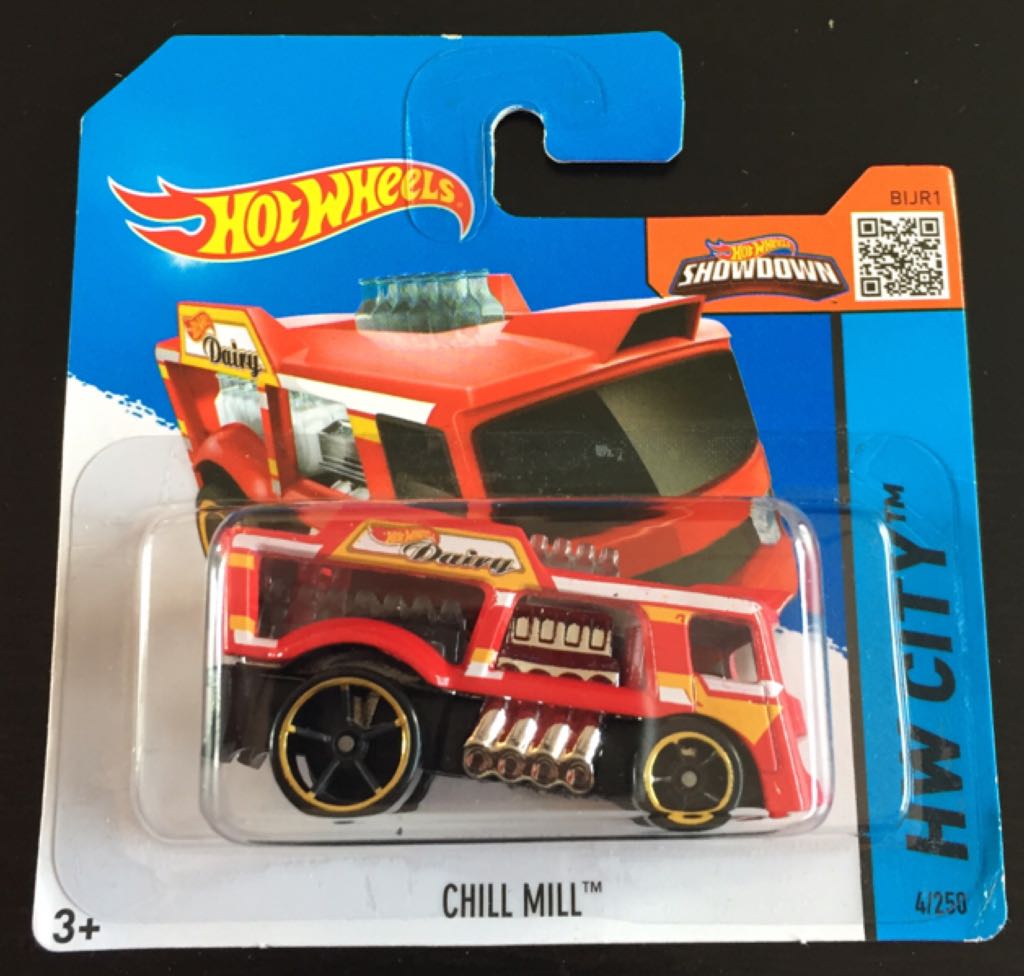 BIJR1
HOT WHEELS
HOT WHEELS
SHOWDOWN
Dairy
HOT WHEELS
Dairy
HW CITY™
CHILL MILL™
3+
4/250